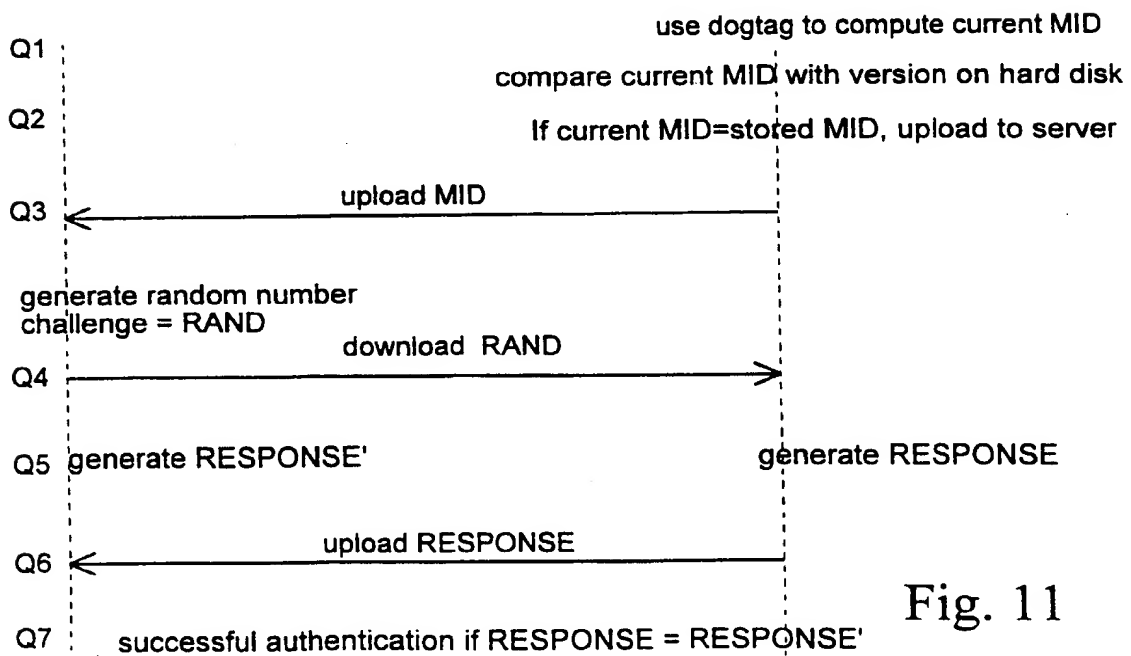 use dogtag to compute current MID
Q1
compare current MID with version on hard disk
Q2
If current MID=stored MID, upload to server
upload MID
Q3
generate random number
challenge = RAND
download RAND
Q4
Q5 generate RESPONSE' generate RESPONSE
upload RESPONSE
Q6
Fig. 11
Q7 successful authentication if RESPONSE = RESPONSE'